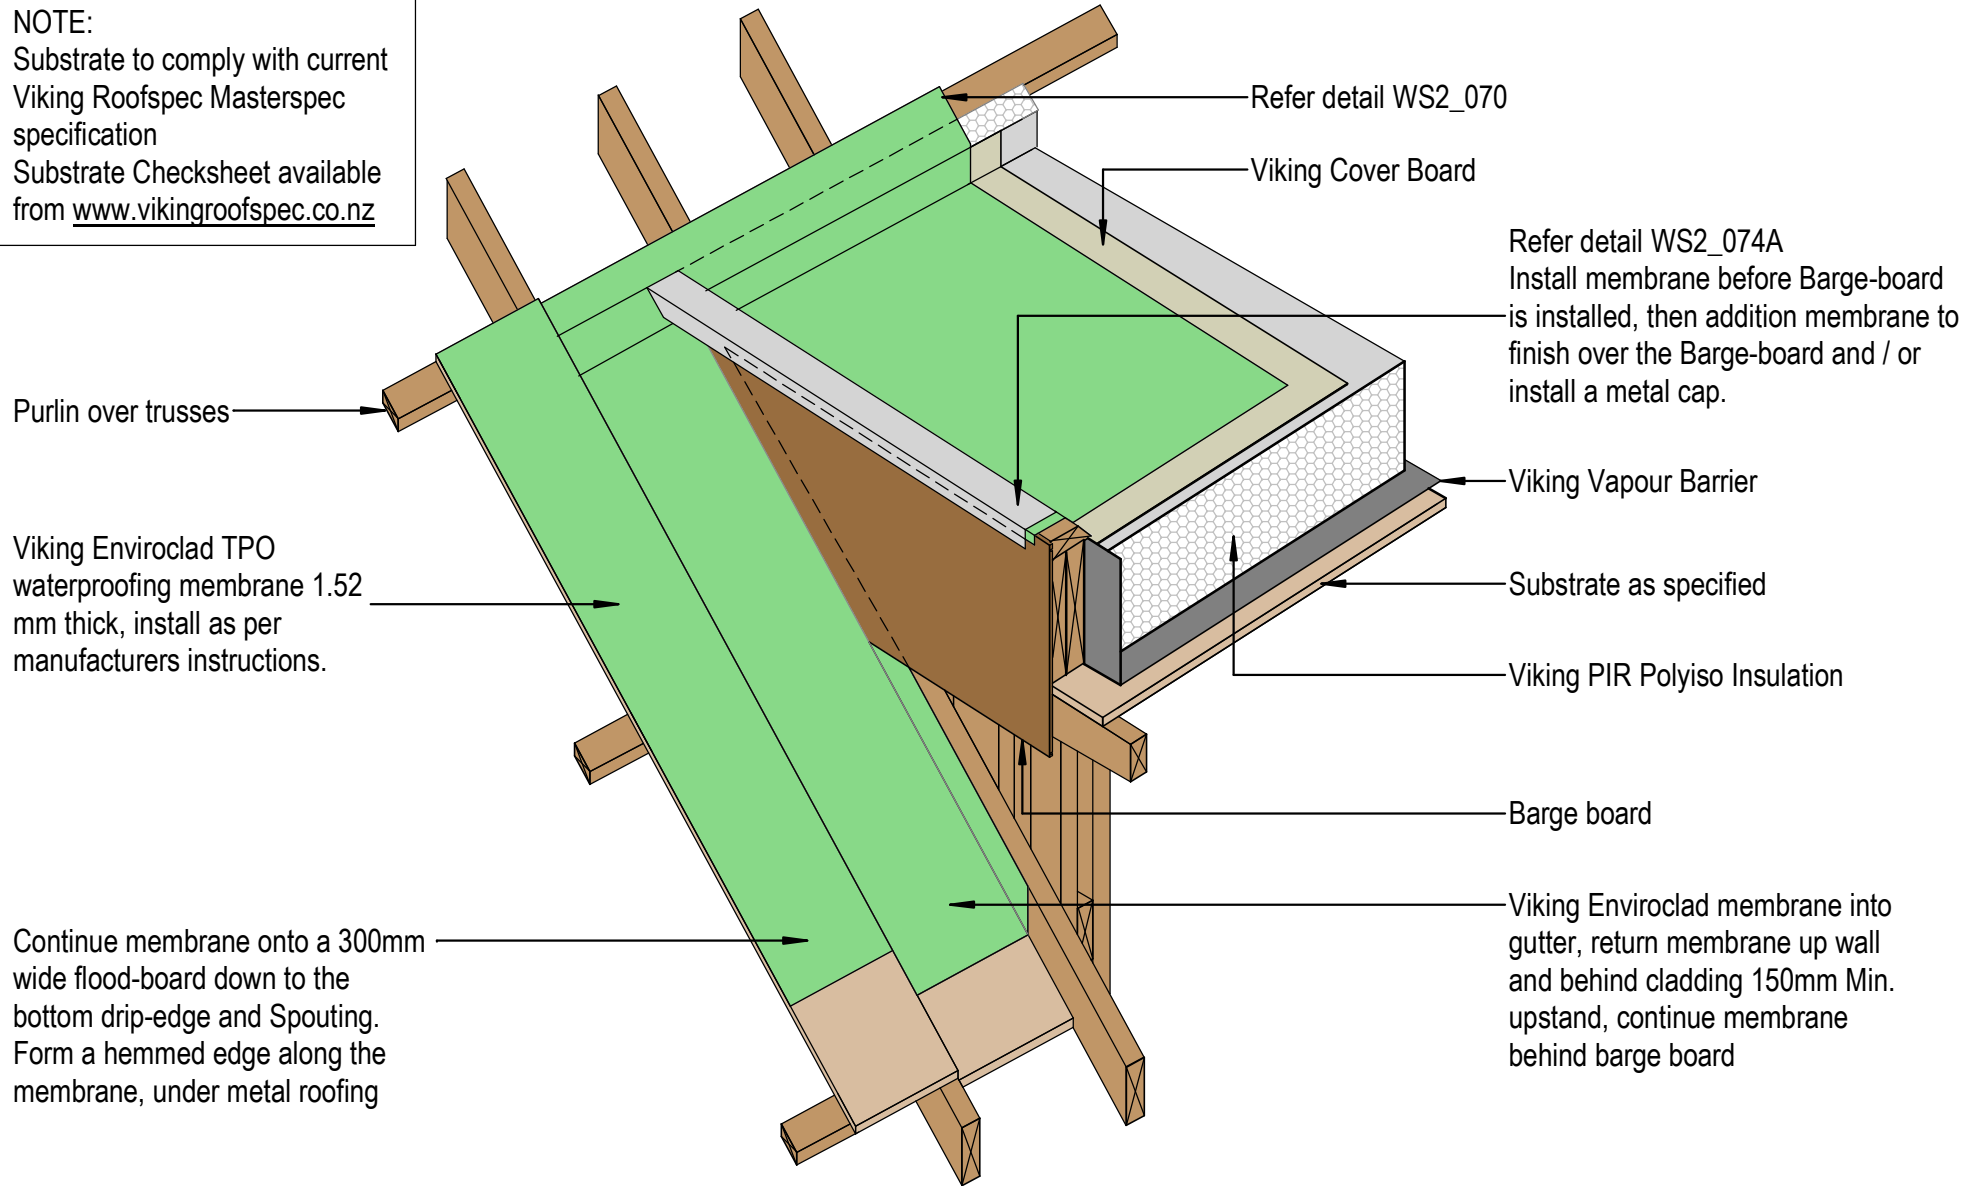 NOTE:
Substrate to comply with current
Viking Roofspec Masterspec
specification
Substrate Checksheet available
from www.vikingroofspec.co.nz
Refer detail WS2_070
Viking Cover Board
Refer detail WS2_074A
Install membrane before Barge-board
is installed, then addition membrane to
finish over the Barge-board and / or
install a metal cap.
Purlin over trusses
Viking Vapour Barrier
Viking Enviroclad TPO
waterproofing membrane 1.52
mm thick, install as per
manufacturers instructions.
Substrate as specified
Viking PIR Polyiso Insulation
Barge board
Continue membrane onto a 300mm
wide flood-board down to the
bottom drip-edge and Spouting.
Form a hemmed edge along the
membrane, under metal roofing
Viking Enviroclad membrane into
gutter, return membrane up wall
and behind cladding 150mm Min.
upstand, continue membrane
behind barge board